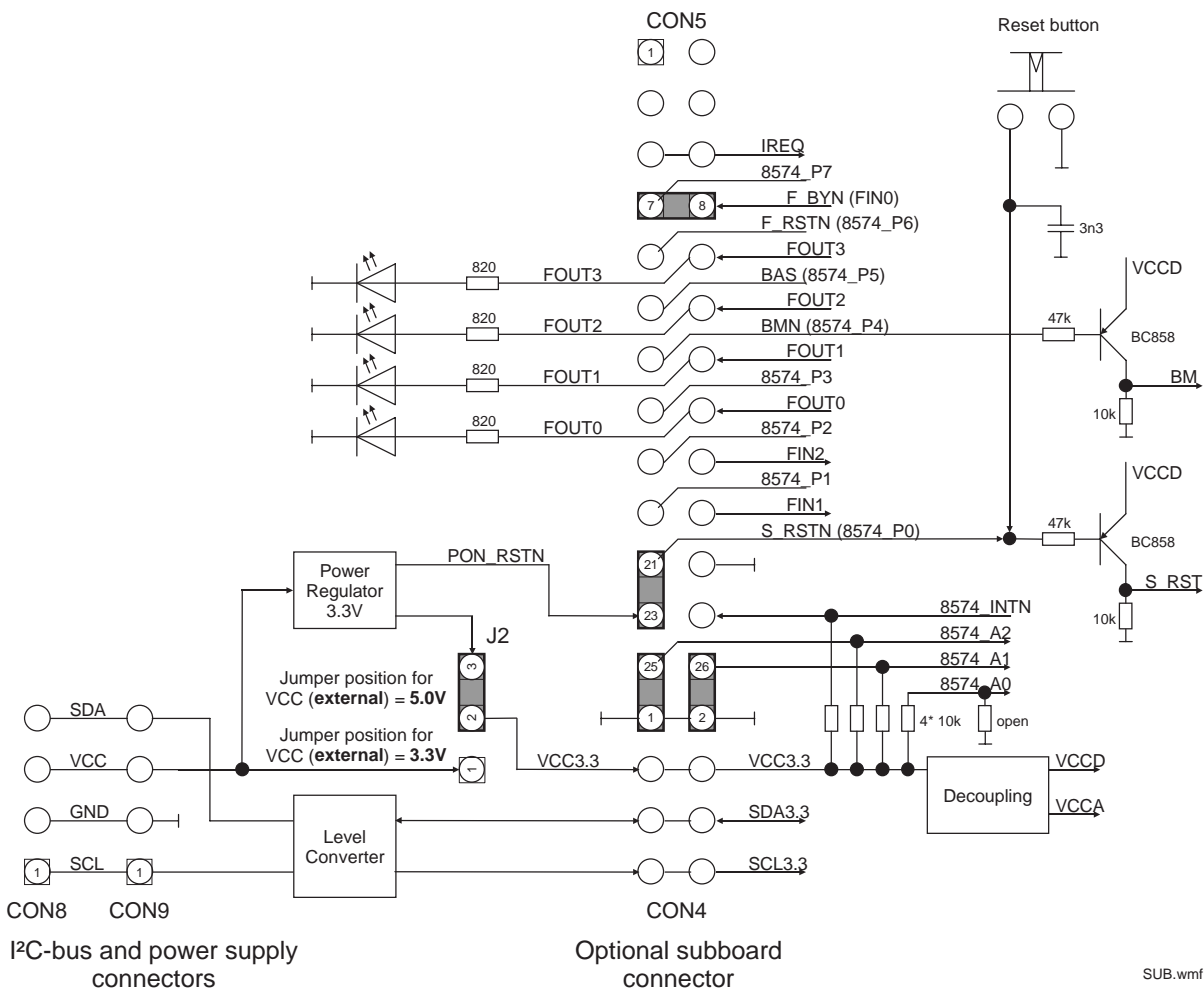 CON5
Reset button
1
IREQ
8574_P7
7 8 F_BYN (FIN0)
F_RSTN (8574_P6)
3n3
820 FOUT3 FOUT3
BAS (8574_P5)
VCCD
820 FOUT2 FOUT2
BMN (8574_P4) 47k
BC858
820 FOUT1 FOUT1
8574_P3
BM
820 FOUT0 FOUT0
10k
8574_P2
FIN2
VCCD
8574_P1
FIN1
S_RSTN (8574_P0) 47k
BC858
PON_RSTN
21
Power
Regulator
3.3V
S_RST
23
8574_INTN
10k
J2
8574_A2
25 26
8574_A1
3
Jumper position for
VCC (external) = 5.0V
8574_A0
SDA
2
1 2
4* 10k
open
Jumper position for
VCC (external) = 3.3V
VCC
1
VCC3.3
VCC3.3
VCCD
Decoupling
VCCA
GND
SDA3.3
Level
Converter
SCL
1 1
SCL3.3
CON8 CON9
CON4
I²C-bus and power supply
connectors
Optional subboard
connector
SUB.wmf